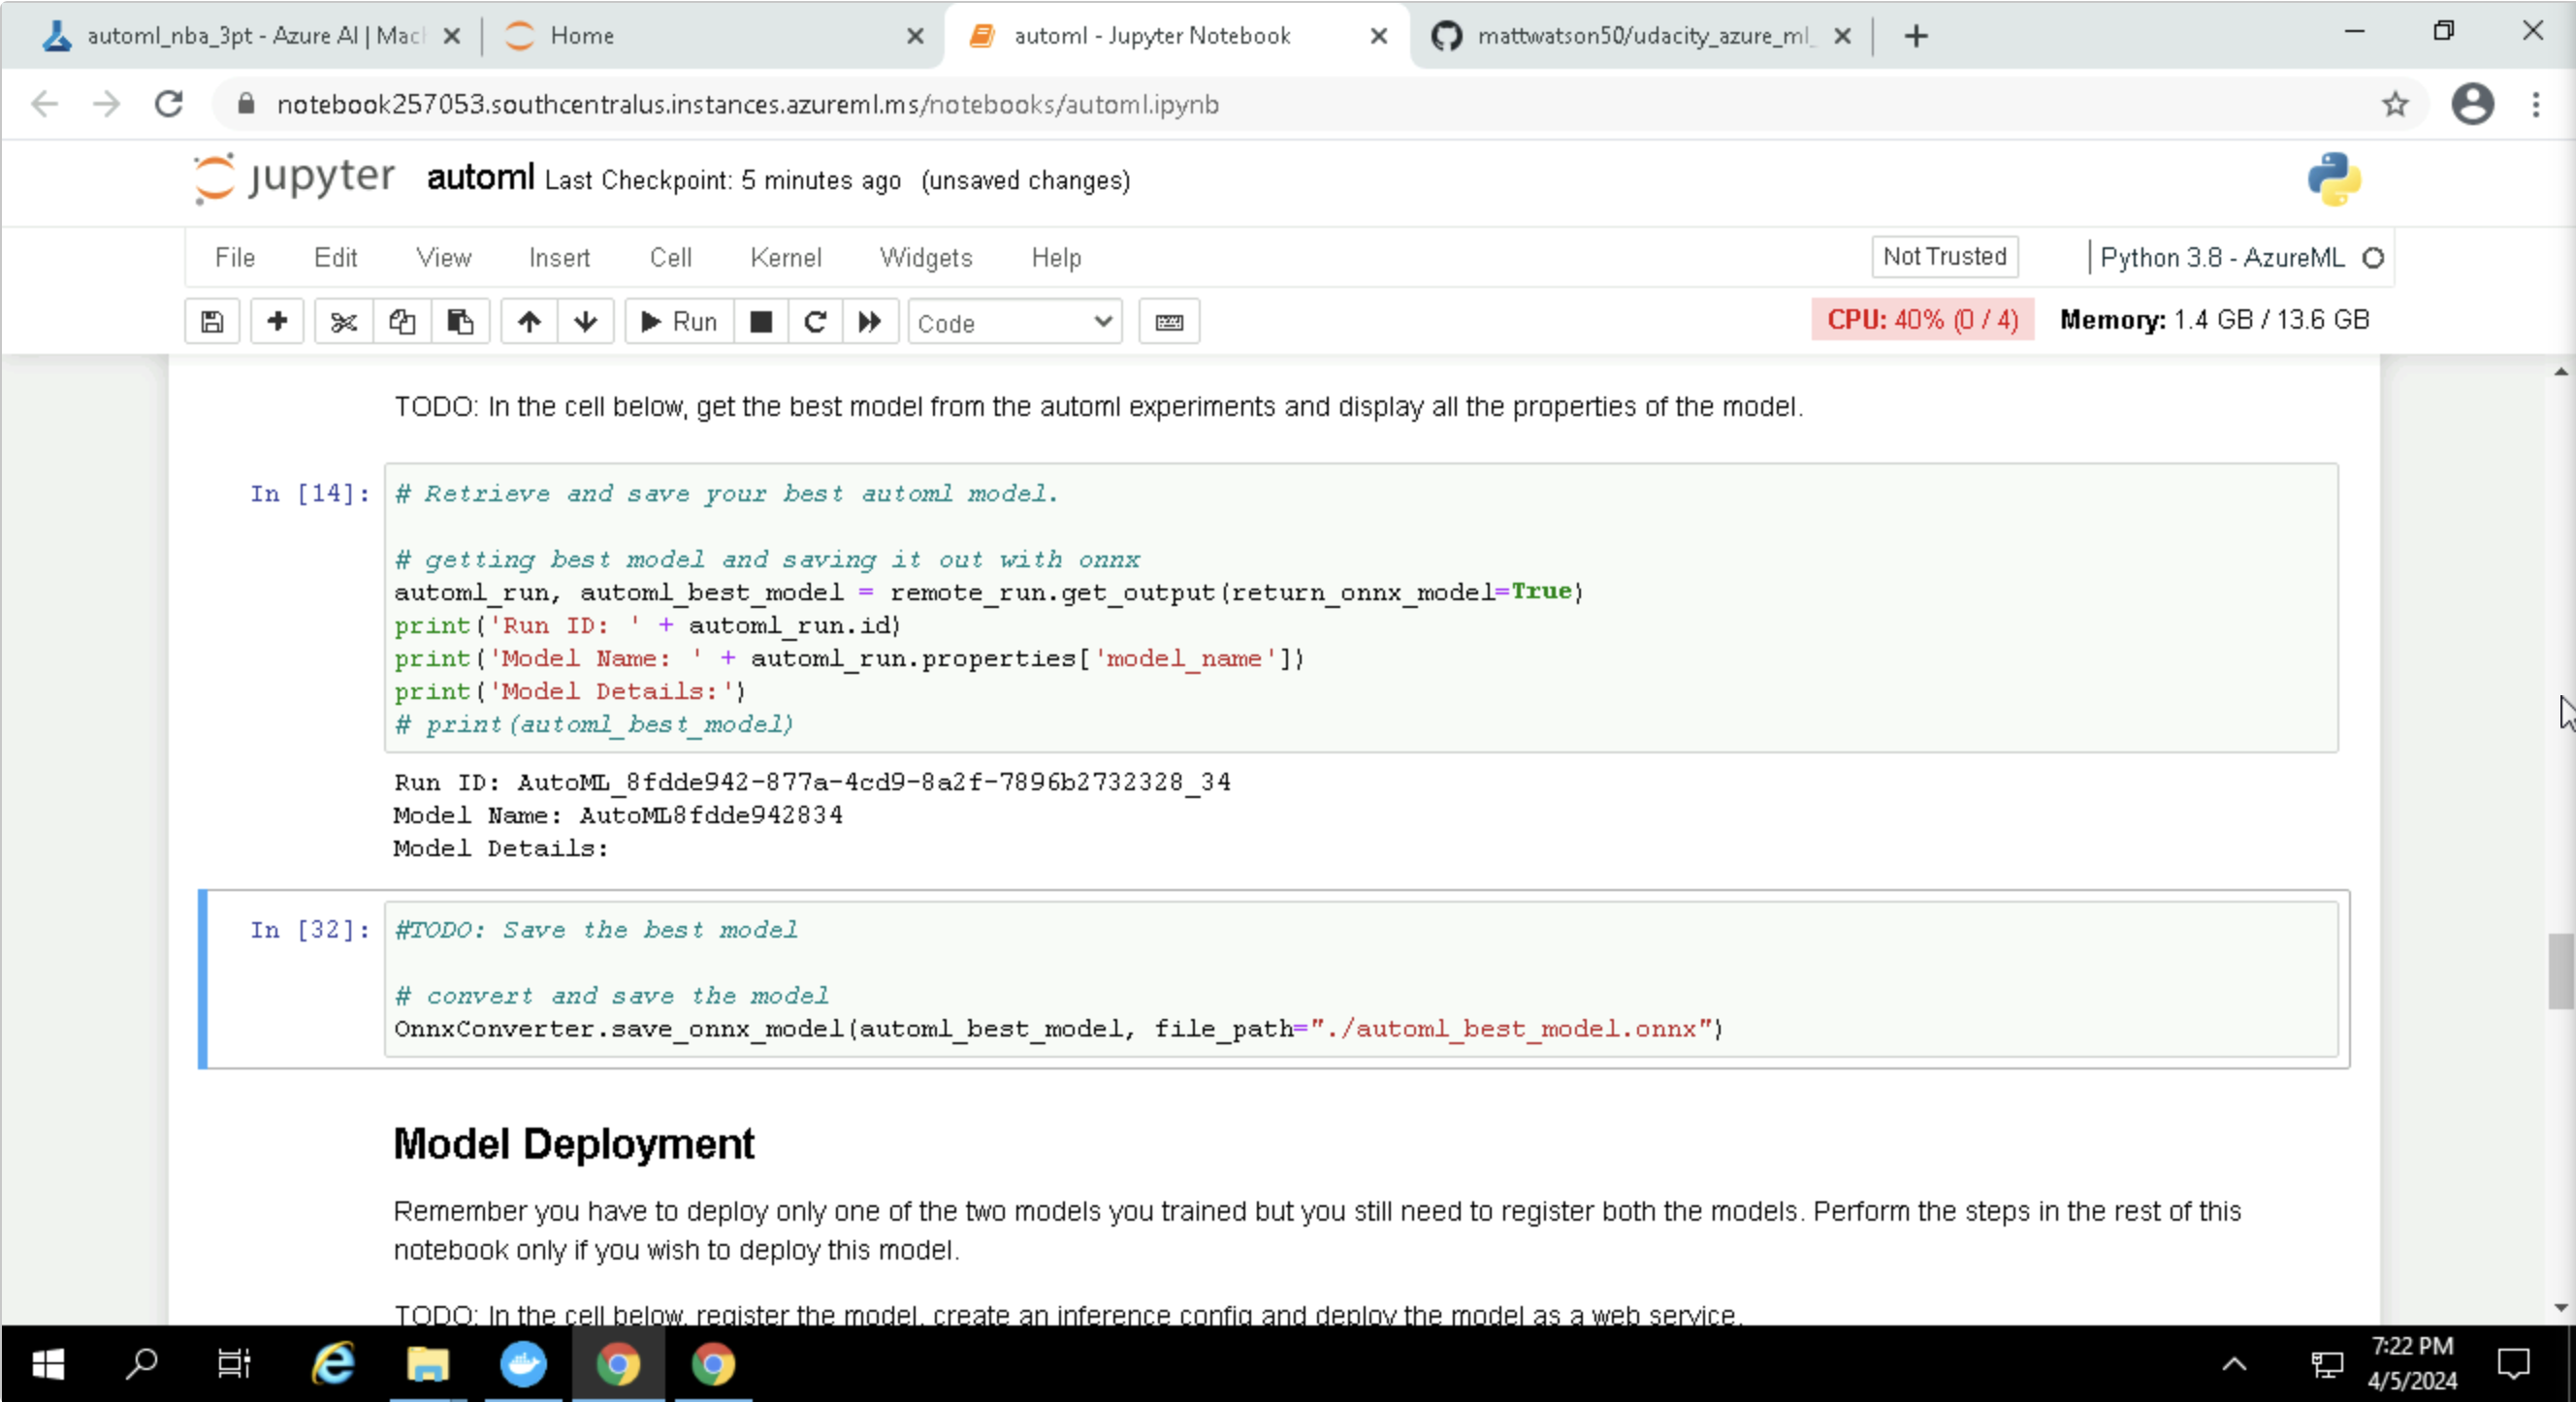 automl_nba_3pt - Azure AI | Mac
Home
automl - Jupyter Notebook
mattwatson50/udacity_azure_ml_
notebook257053.southcentralus.instances.azureml.ms/notebooks/automl.ipynb
jupyter automl Last Checkpoint: 5 minutes ago (unsaved changes)
File Edit View Insert Cell Kernel Widgets Help Not Trusted Python 3.8 - AzureML
Run Code CPU: 40% (0 / 4) Memory: 1.4 GB / 13.6 GB
TODO: In the cell below, get the best model from the automl experiments and display all the properties of the model.
In [14]: # Retrieve and save your best automl model.
# getting best model and saving it out with onnx
automl_run, automl_best_model = remote_run.get_output(return_onnx_model=True)
print('Run ID: ' + automl_run.id)
print('Model Name: ' + automl_run.properties['model_name'])
print('Model Details:')
# print(automl_best_model)
Run ID: AutoML_8fdde942-877a-4cd9-8a2f-7896b2732328_34
Model Name: AutoML8fdde942834
Model Details:
In [32]: #TODO: Save the best model
# convert and save the model
OnnxConverter.save_onnx_model(automl_best_model, file_path="./automl_best_model.onnx")
Model Deployment
Remember you have to deploy only one of the two models you trained but you still need to register both the models. Perform the steps in the rest of this
notebook only if you wish to deploy this model.
TODO: In the cell below, register the model, create an inference config and deploy the model as a web service.
7:22 PM
4/5/2024